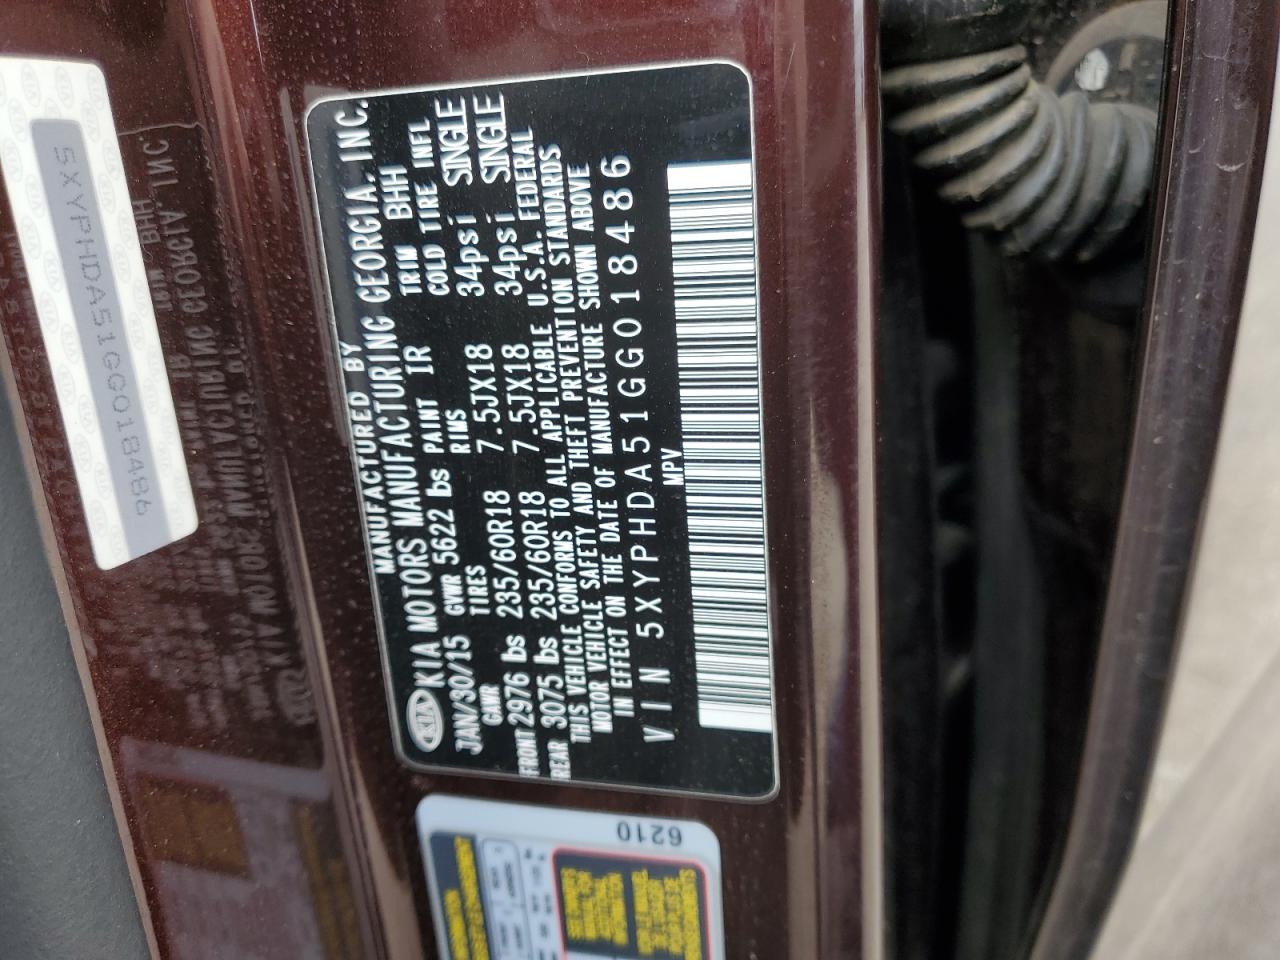 MANUFACTURED BY
KIA KIA MOTORS MANUFACTURING GEORGIA, INC.
JAN/30/15 GVWR 5622 lbs PAINT IR TRIM BHH
GAWR TIRES RIMS COLD TIRE INFL
FRONT 2976 lbs 235/60R18 7.5JX18 34psi SINGLE
REAR 3075 lbs 235/60R18 7.5JX18 34psi SINGLE
THIS VEHICLE CONFORMS TO ALL APPLICABLE U.S.A. FEDERAL
MOTOR VEHICLE SAFETY AND THEFT PREVENTION STANDARDS
IN EFFECT ON THE DATE OF MANUFACTURE SHOWN ABOVE
VIN 5XYPHDA51GG018486
MPV
5XYPHDA51GG018486
6210